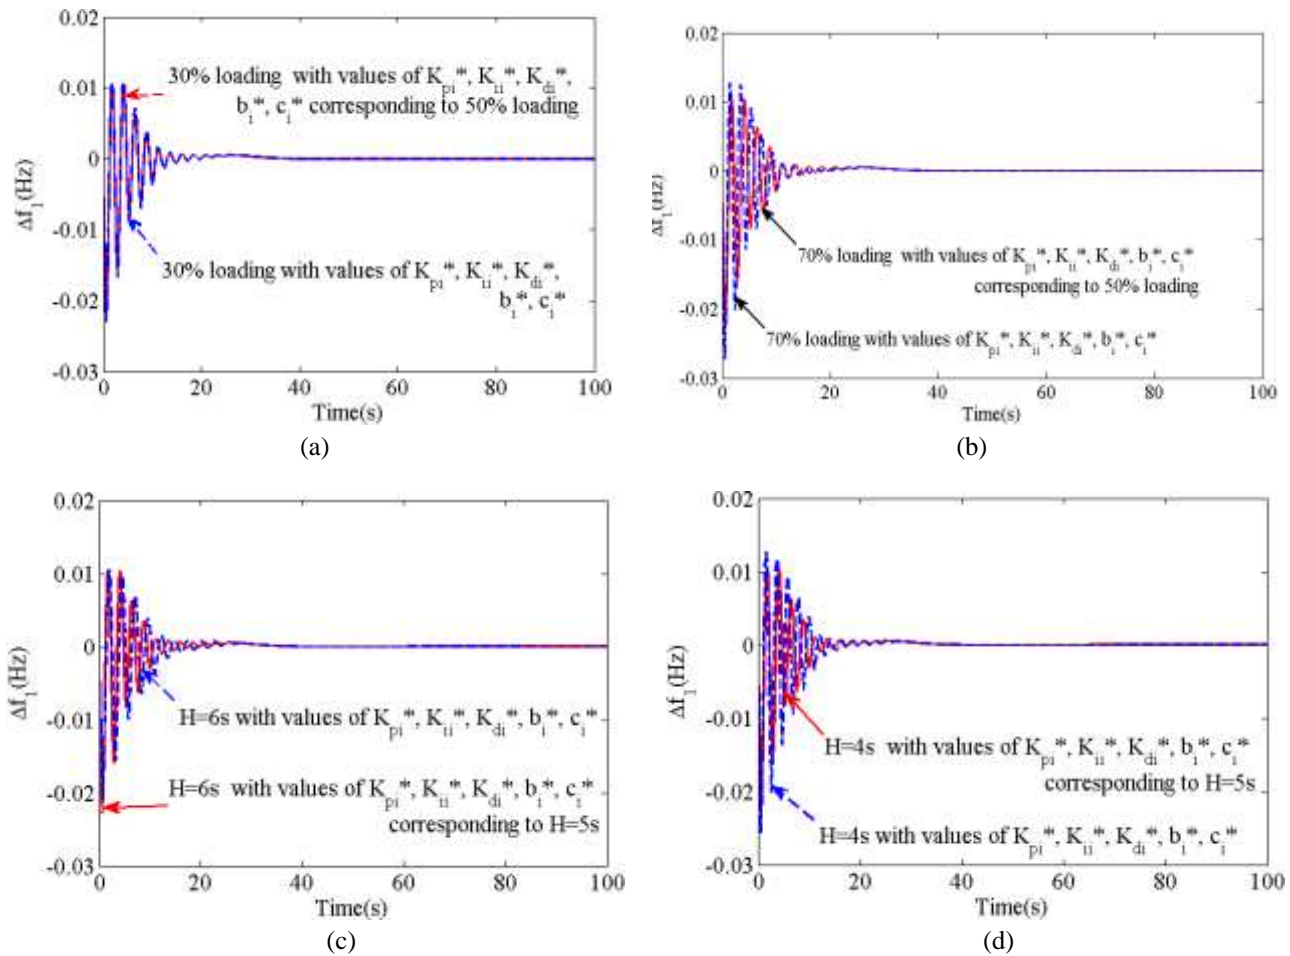 0.02
0.01
0
-0.01
-0.02
-0.03
Δf1(Hz)
30% loading with values of Kpi*, Kii*, Kdi*,
bi*, ci* corresponding to 50% loading
30% loading with values of Kpi*, Kii*, Kdi*,
bi*, ci*
0 20 40 60 80 100
Time(s)
(a)
0.02
0.01
0
-0.01
-0.02
-0.03
Δf1(Hz)
70% loading with values of Kpi*, Kii*, Kdi*, bi*, ci*
corresponding to 50% loading
70% loading with values of Kpi*, Kii*, Kdi*, bi*, ci*
0 20 40 60 80 100
Time(s)
(b)
0.02
0.01
0
-0.01
-0.02
-0.03
Δf1(Hz)
H=6s with values of Kpi*, Kii*, Kdi*, bi*, ci*
H=6s with values of Kpi*, Kii*, Kdi*, bi*, ci*
corresponding to H=5s
0 20 40 60 80 100
Time(s)
(c)
0.02
0.01
0
-0.01
-0.02
-0.03
Δf1(Hz)
H=4s with values of Kpi*, Kii*, Kdi*, bi*, ci*
corresponding to H=5s
H=4s with values of Kpi*, Kii*, Kdi*, bi*, ci*
0 20 40 60 80 100
Time(s)
(d)